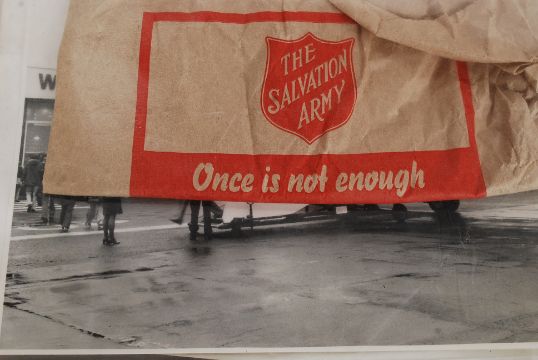 W
THE
SALVATION
ARMY
Once is not enough